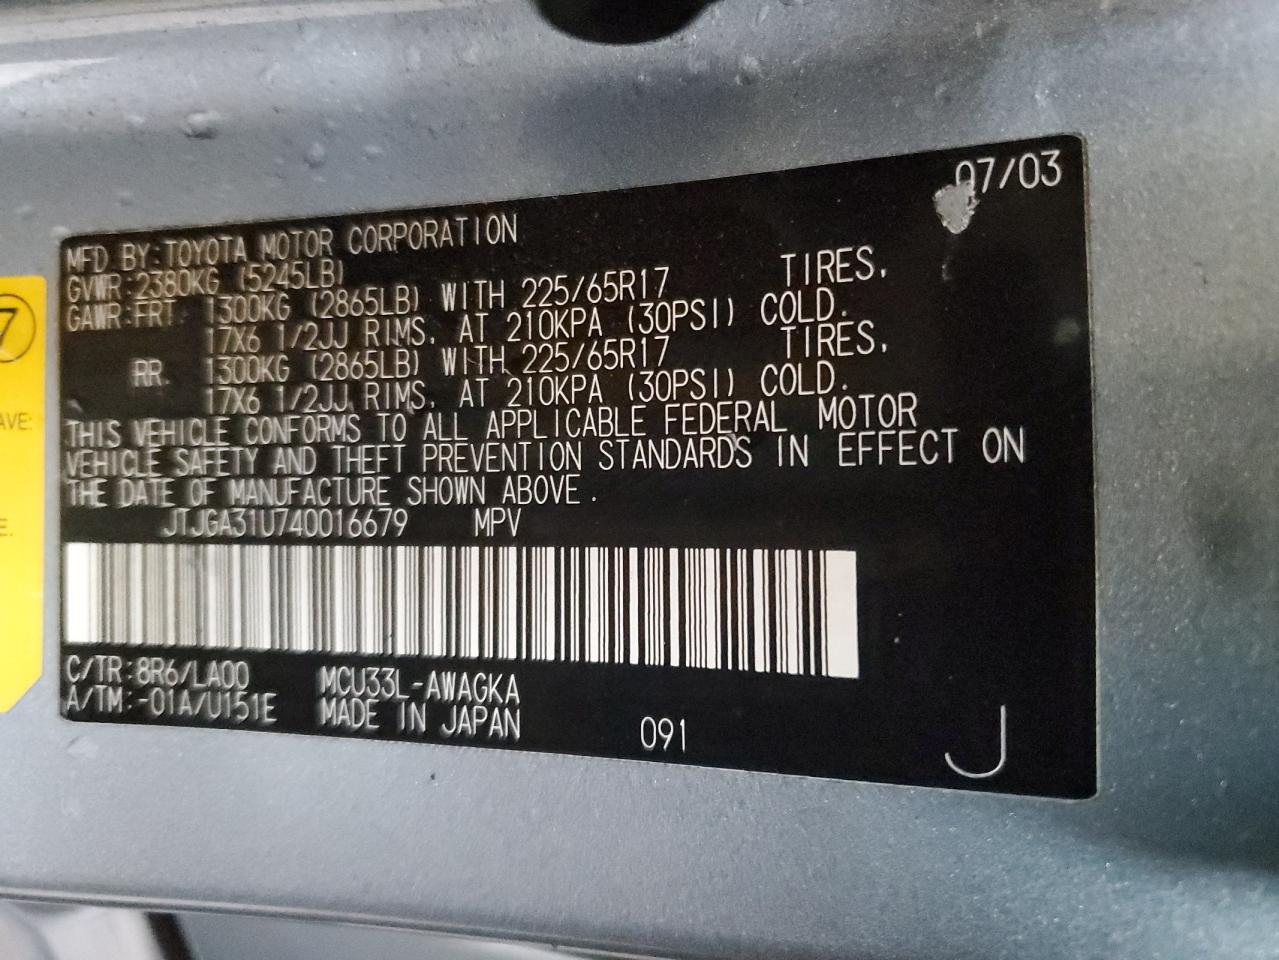 07/03
MFD BY:TOYOTA MOTOR CORPORATION
GVWR:2380KG (5245LB)
GAWR:FRT. 1300KG (2865LB) WITH 225/65R17 TIRES,
17X6 1/2JJ RIMS, AT 210KPA (30PSI) COLD.
RR. 1300KG (2865LB) WITH 225/65R17 TIRES,
17X6 1/2JJ RIMS, AT 210KPA (30PSI) COLD.
THIS VEHICLE CONFORMS TO ALL APPLICABLE FEDERAL MOTOR
VEHICLE SAFETY AND THEFT PREVENTION STANDARDS IN EFFECT ON
THE DATE OF MANUFACTURE SHOWN ABOVE.
JTJGA31U740016679 MPV
C/TR:8R6/LA00 MCU33L-AWAGKA
A/TM:-01A/U151E MADE IN JAPAN
091
J
7
AVE:
E.